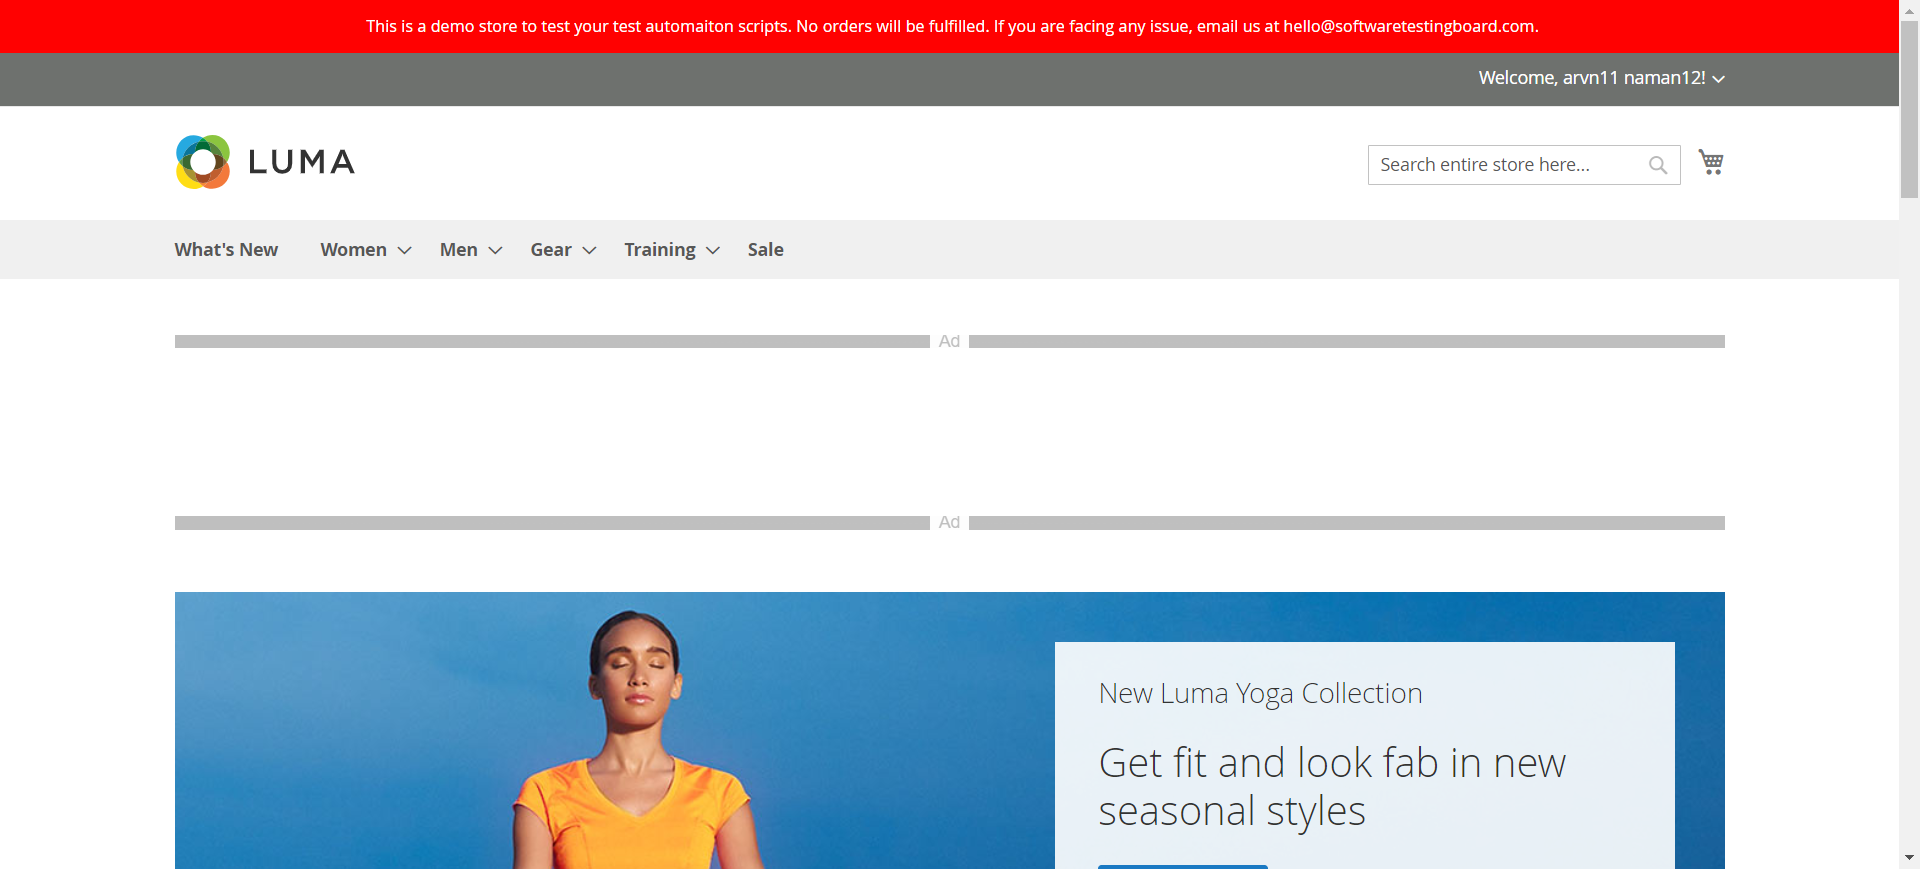 This is a demo store to test your test automaiton scripts. No orders will be fulfilled. If you are facing any issue, email us at hello@softwaretestingboard.com.
Welcome, arvn11 naman12!
LUMA
Search entire store here...
What's New Women Men Gear Training Sale
Ad
Ad
New Luma Yoga Collection
Get fit and look fab in new
seasonal styles